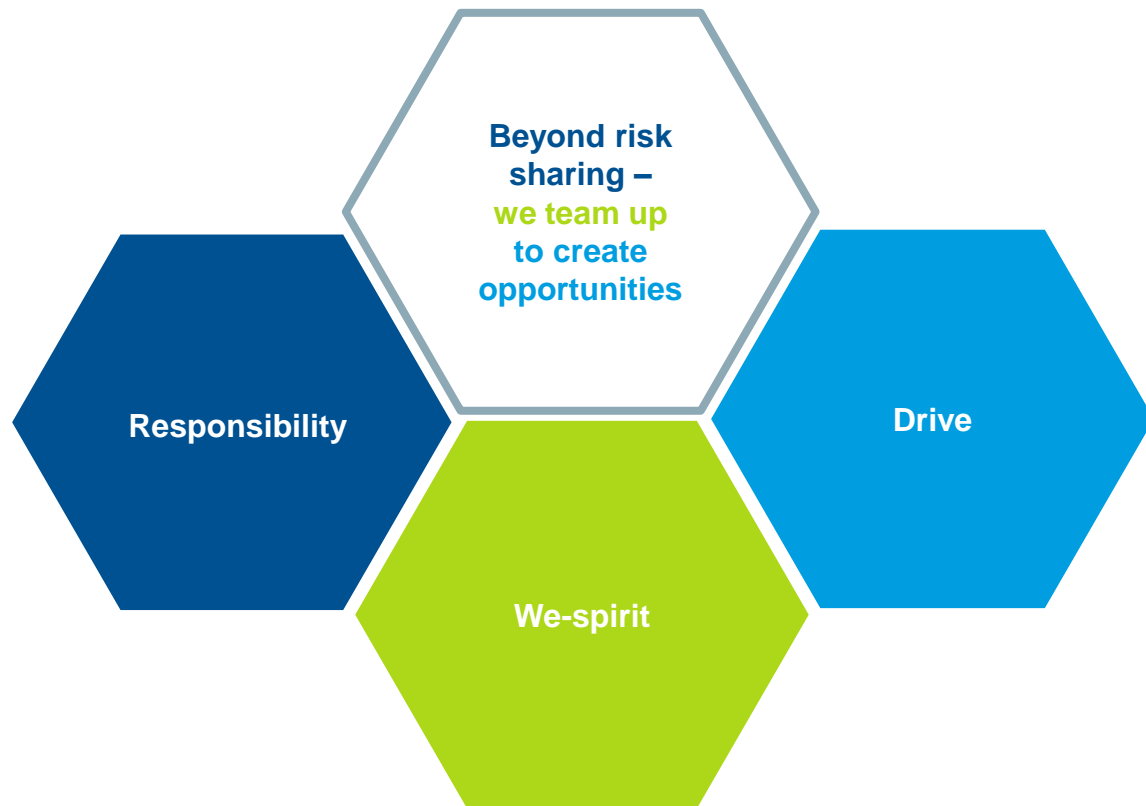 Beyond risk
sharing –
we team up
to create
opportunities
Responsibility
Drive
We-spirit